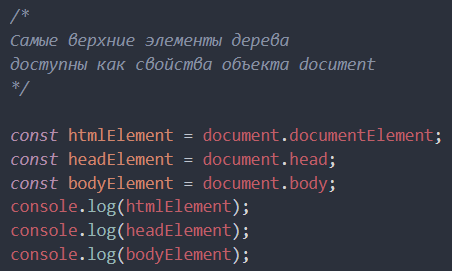 /*
Самые верхние элементы дерева
доступны как свойства объекта document
*/
const htmlElement = document.documentElement;
const headElement = document.head;
const bodyElement = document.body;
console.log(htmlElement);
console.log(headElement);
console.log(bodyElement);